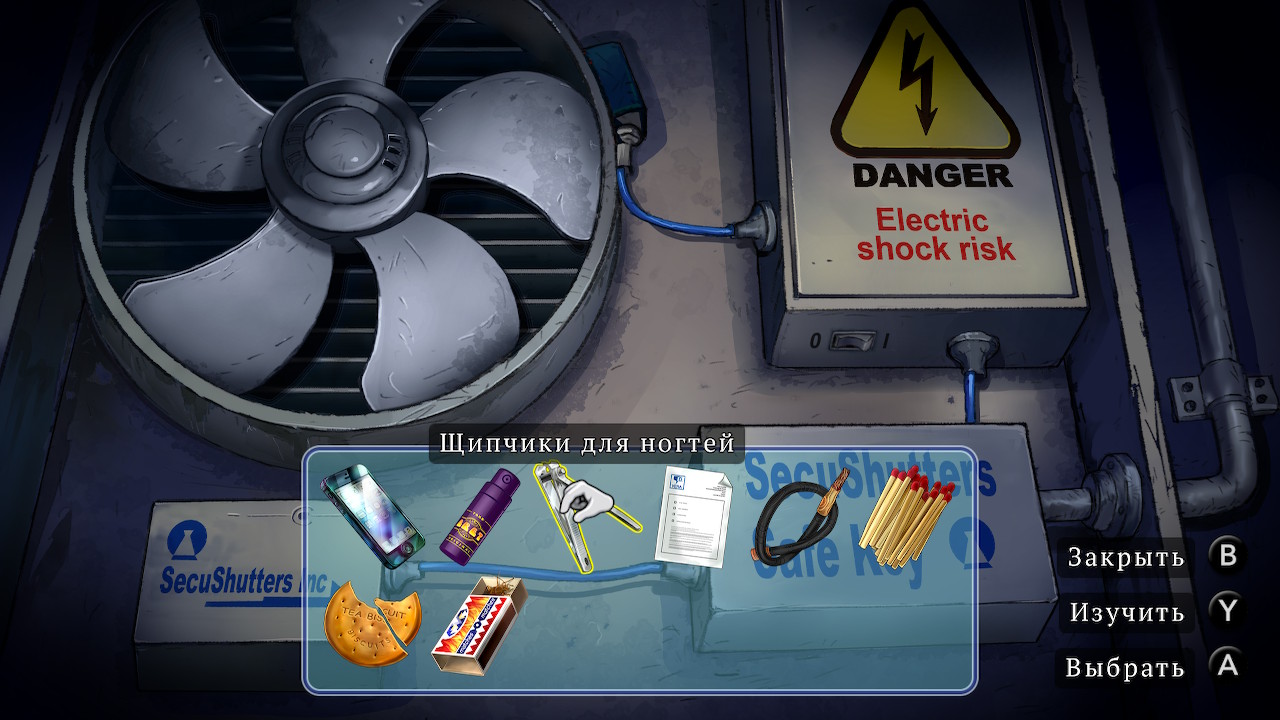 DANGER
Electric
shock risk
0
I
Щипчики для ногтей
SecuShutters
Safe Key
SecuShutters Inc
TEA BISCUIT
Закрыть B
Изучить Y
Выбрать A